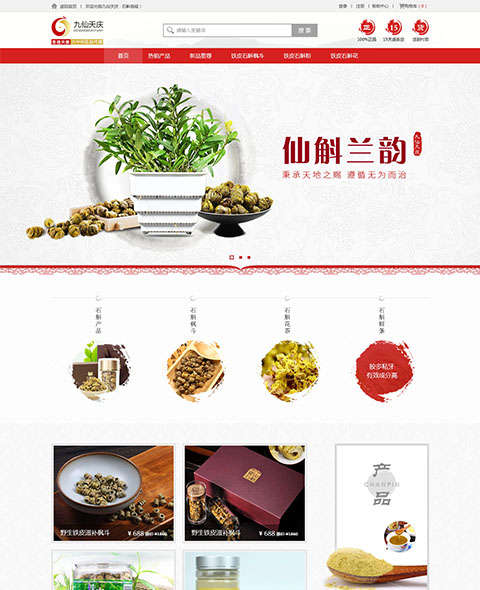 返回首页 | 欢迎光临九仙天庆 - 石斛商城！
登录 | 注册 | 帮助中心 | 购物车（0）
九仙天庆
请输入关键词
搜 索
正
15
货
100%正品
15天退换货
货到付款
首页
热销产品
新品推荐
铁皮石斛枫斗
铁皮石斛粉
铁皮石斛花
仙斛兰韵
秉承天地之赐 遵循无为而治
石斛产品
石斛枫斗
石斛花茶
石斛鲜条
胶多粘牙
有效成分高
野生铁皮滋补枫斗
¥ 688
野生铁皮滋补枫斗
¥ 688
产
CHANPIN
品